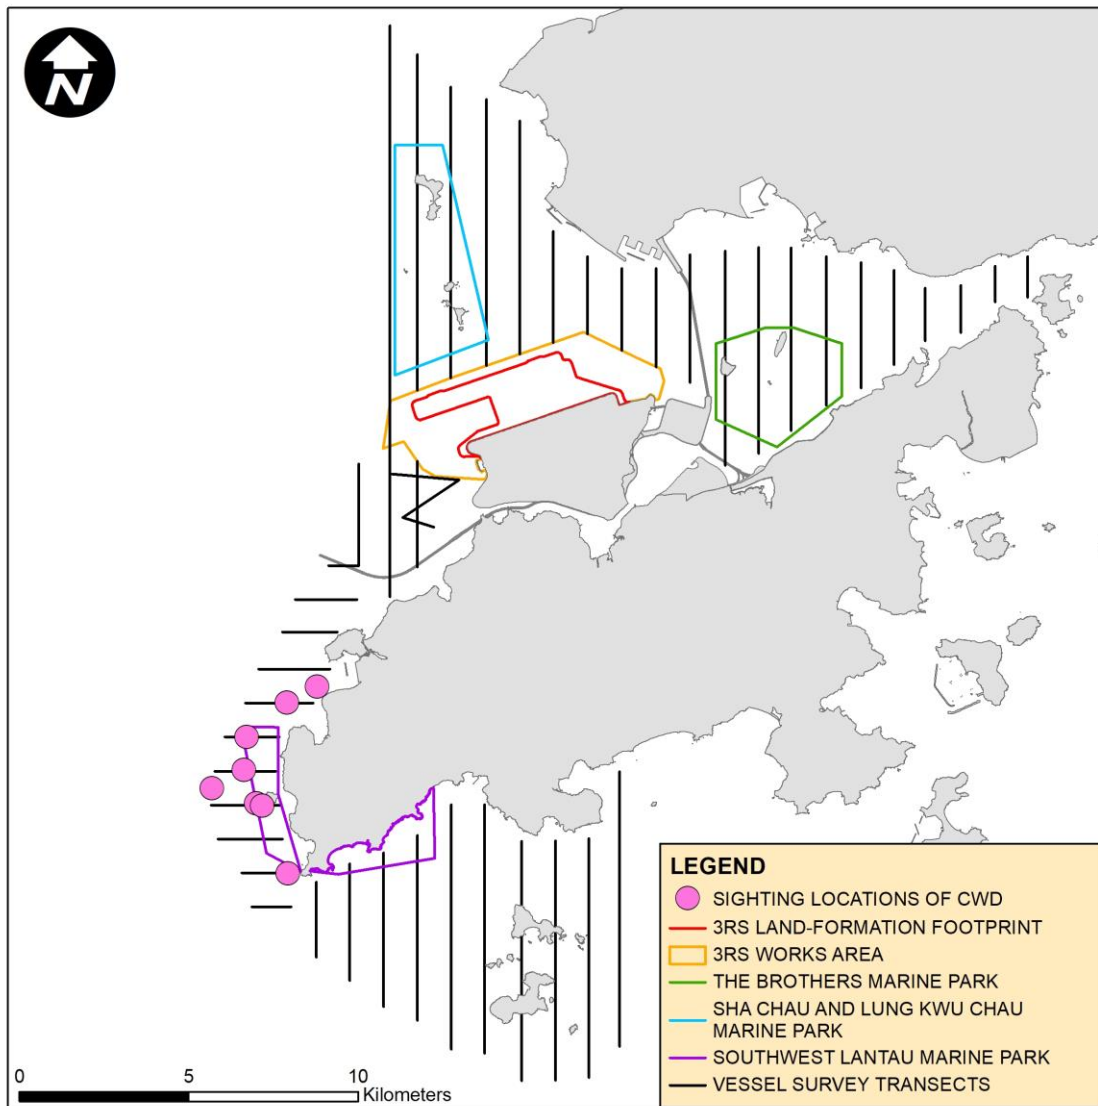 N
LEGEND
SIGHTING LOCATIONS OF CWD
3RS LAND-FORMATION FOOTPRINT
3RS WORKS AREA
THE BROTHERS MARINE PARK
SHA CHAU AND LUNG KWU CHAU
MARINE PARK
SOUTHWEST LANTAU MARINE PARK
VESSEL SURVEY TRANSECTS
0 5 10
Kilometers